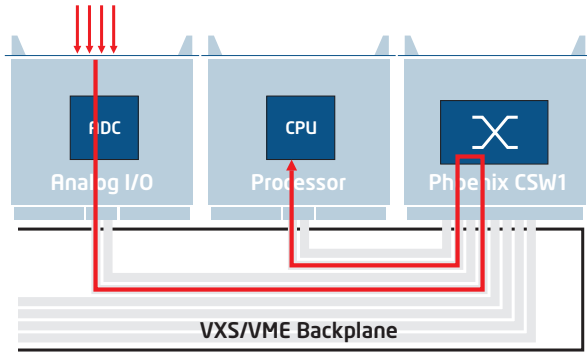 ADC
CPU
Analog I/O
Processor
Phoenix CSW1
VXS/VME Backplane